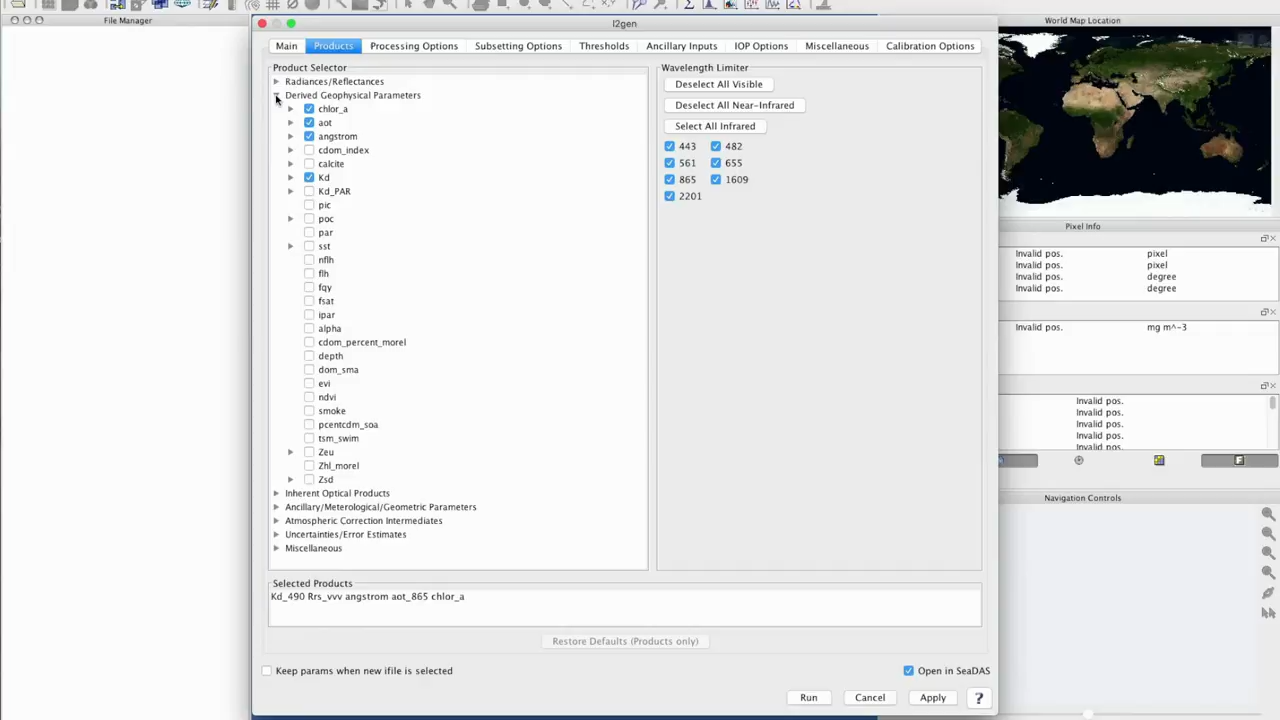 File Manager
l2gen
World Map Location
Main
Products
Processing Options
Subsetting Options
Thresholds
Ancillary Inputs
IOP Options
Miscellaneous
Calibration Options
Product Selector
Radiances/Reflectances
Derived Geophysical Parameters
chlor_a
aot
angstrom
cdom_index
calcite
Kd
Kd_PAR
pic
poc
par
sst
nflh
flh
fqy
fsat
ipar
alpha
cdom_percent_morel
depth
dom_sma
evi
ndvi
smoke
pcentcdm_soa
tsm_swim
Zeu
Zhl_morel
Zsd
Inherent Optical Products
Ancillary/Meterological/Geometric Parameters
Atmospheric Correction Intermediates
Uncertainties/Error Estimates
Miscellaneous
Wavelength Limiter
Deselect All Visible
Deselect All Near-Infrared
Select All Infrared
443 482
561 655
865 1609
2201
Selected Products
Kd_490 Rrs_vvv angstrom aot_865 chlor_a
Restore Defaults (Products only)
Keep params when new ifile is selected
Open in SeaDAS
Run
Cancel
Apply
?
Pixel Info
Invalid pos. pixel
Invalid pos. pixel
Invalid pos. degree
Invalid pos. degree
Invalid pos. mg m^-3
Invalid pos.
Invalid pos.
Invalid pos.
Invalid pos.
Invalid pos.
Navigation Controls